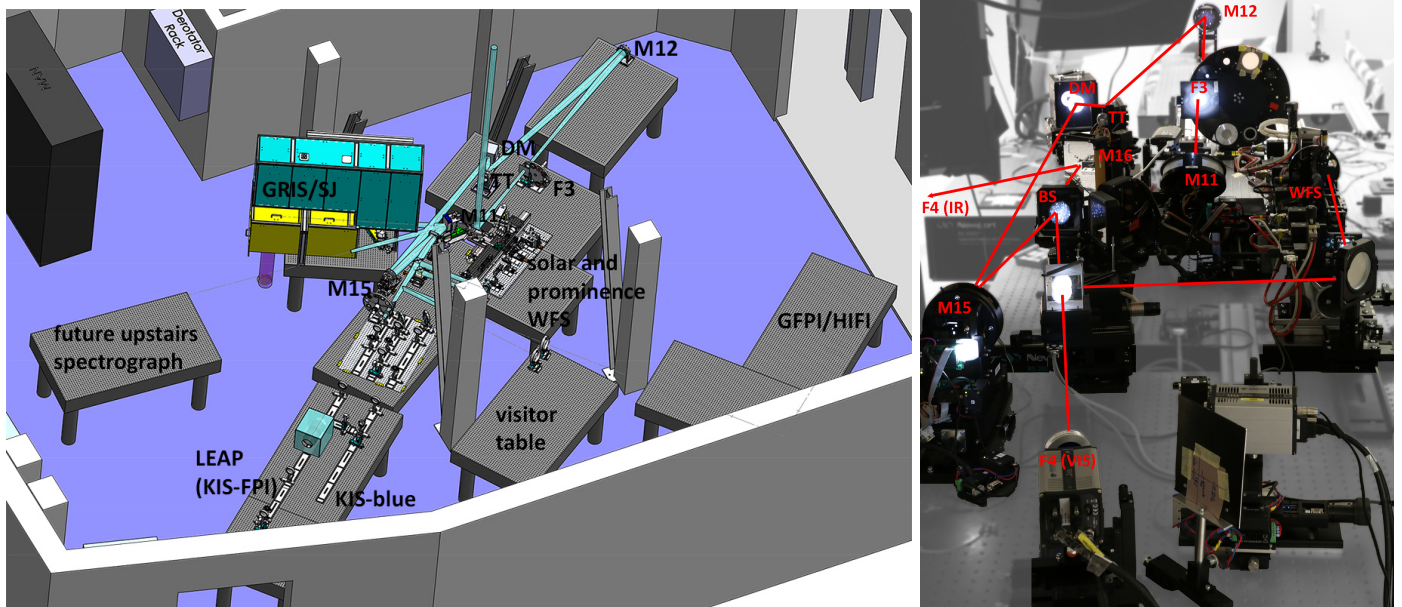 Derotator
Rack
M12
DM
TT
F3
GRIS/SJ
M11
M15
solar and
prominence
WFS
future upstairs
spectrograph
GFPI/HIFI
visitor
table
LEAP
(KIS-FPI)
KIS-blue
M12
DM
F3
TT
M16
M11
WFS
F4 (IR)
BS
M15
F4 (VIS)